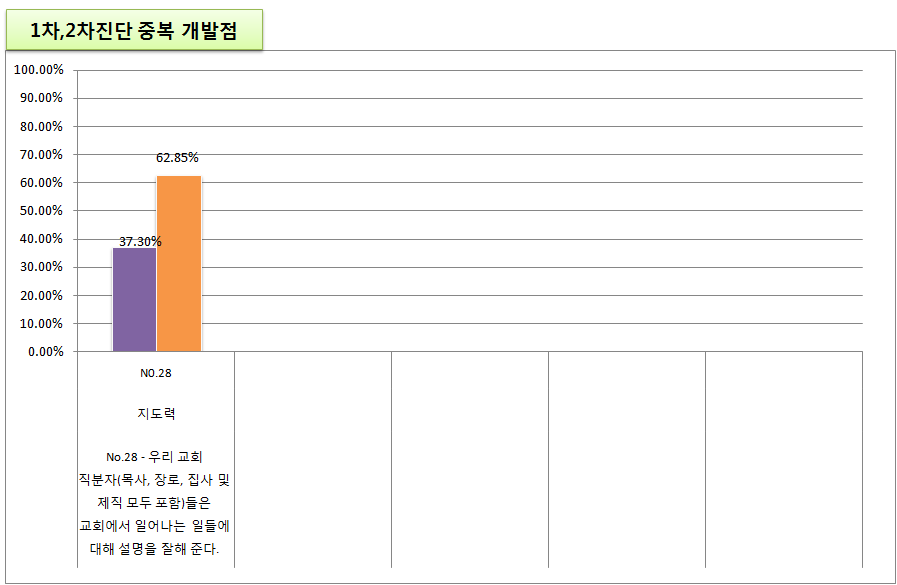 1차,2차진단 중복 개발점
100.00%
90.00%
80.00%
70.00%
60.00%
50.00%
40.00%
30.00%
20.00%
10.00%
0.00%
62.85%
37.30%
N0.28
지도력
No.28 - 우리 교회
직분자(목사, 장로, 집사 및
제직 모두 포함)들은
교회에서 일어나는 일들에
대해 설명을 잘해 준다.